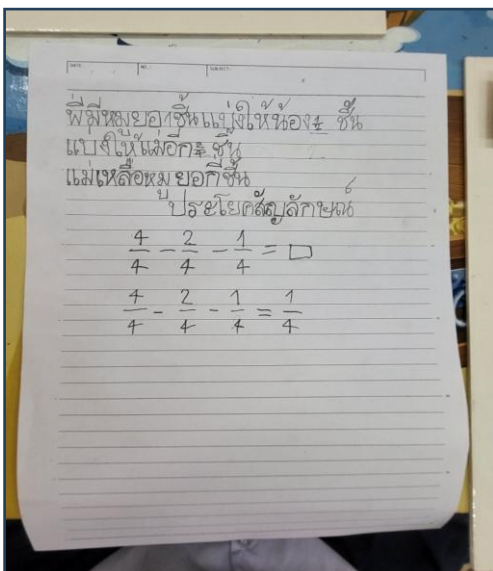 DATE NO.: SUBJECT:
พี่มีหมูยอ 1 ชิ้นแบ่งให้น้อง ชิ้น
แบ่งให้แม่อีก ชิ้น
แม่เหลือหมูยอกี่ชิ้น
ประโยคสัญลักษณ์
4/4 - 2/4 - 1/4 = □
4/4 - 2/4 - 1/4 = 1/4